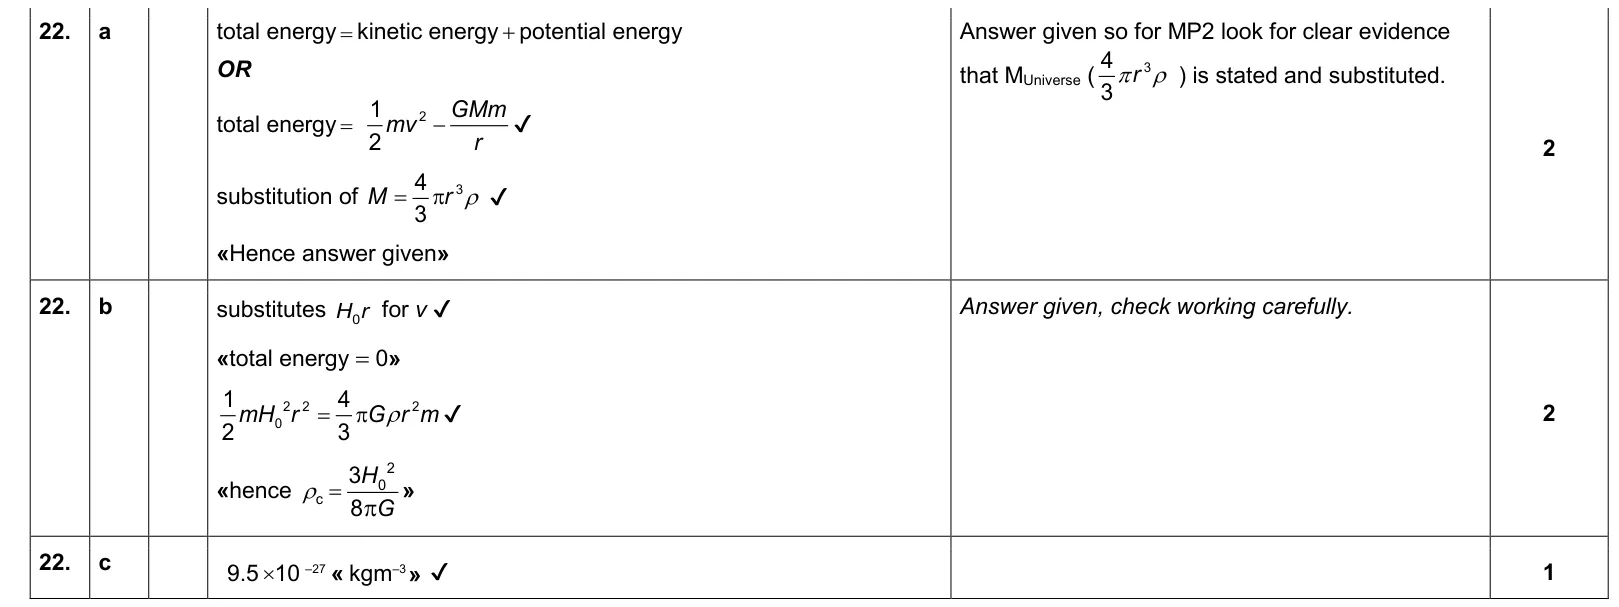 22. a total energy = kinetic energy + potential energy
OR
total energy = 1/2 mv² − GMm/r ✔
substitution of M = 4/3 πr³ρ ✔
«Hence answer given»
Answer given so for MP2 look for clear evidence
that M_Universe ( 4/3 πr³ρ ) is stated and substituted.
2
22. b substitutes H₀r for v ✔
«total energy = 0»
1/2 mH₀²r² = 4/3 πGρr²m ✔
«hence ρ_c = 3H₀²/8πG »
Answer given, check working carefully.
2
22. c 9.5 ×10 ⁻²⁷ « kgm⁻³ » ✔
1